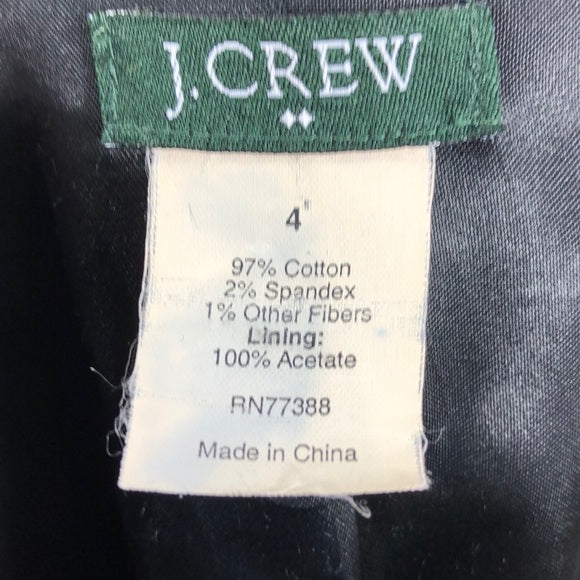 J.CREW
4
97% Cotton
2% Spandex
1% Other Fibers
Lining:
100% Acetate
RN77388
Made in China